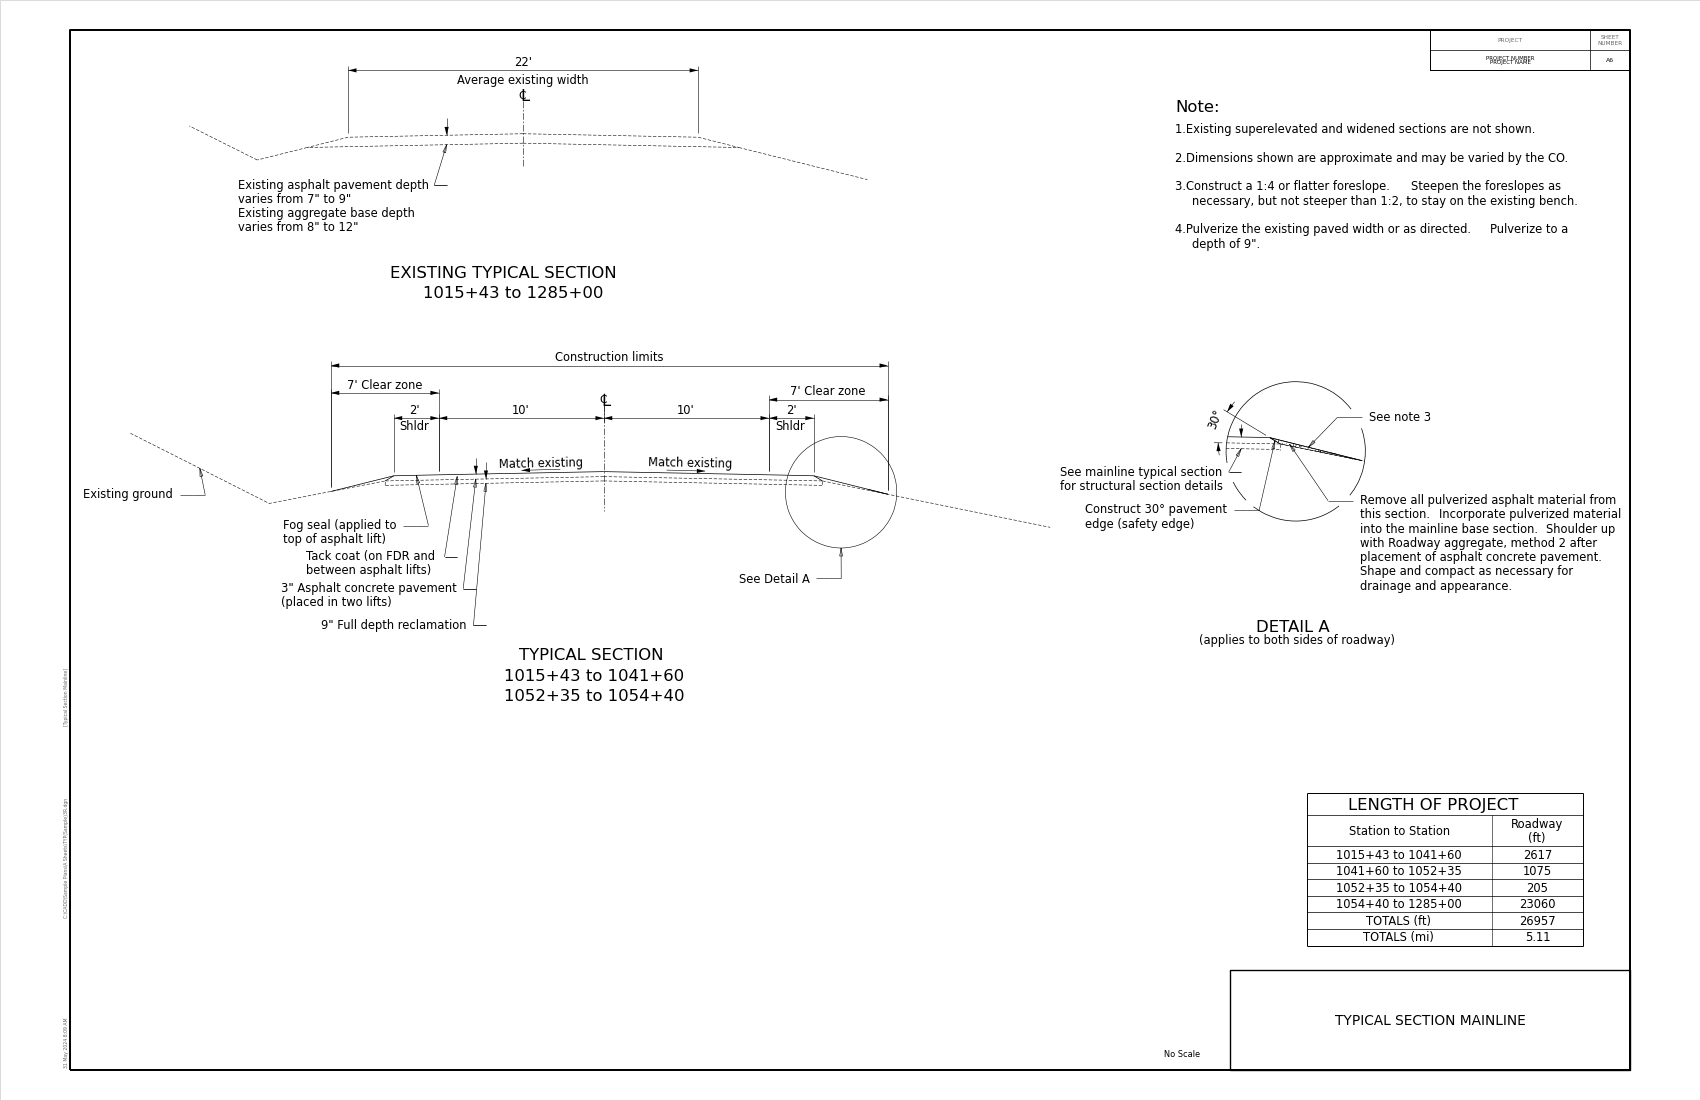 PROJECT
SHEET
NUMBER
PROJECT NUMBER
PROJECT NAME
A6
22'
Average existing width
℄
Existing asphalt pavement depth
varies from 7" to 9"
Existing aggregate base depth
varies from 8" to 12"
EXISTING TYPICAL SECTION
1015+43 to 1285+00
Note:
1.Existing superelevated and widened sections are not shown.
2.Dimensions shown are approximate and may be varied by the CO.
3.Construct a 1:4 or flatter foreslope. Steepen the foreslopes as
necessary, but not steeper than 1:2, to stay on the existing bench.
4.Pulverize the existing paved width or as directed. Pulverize to a
depth of 9".
Construction limits
7' Clear zone
7' Clear zone
℄
2'
10'
10'
2'
Shldr
Shldr
Match existing
Match existing
Existing ground
Fog seal (applied to
top of asphalt lift)
Tack coat (on FDR and
between asphalt lifts)
3" Asphalt concrete pavement
(placed in two lifts)
9" Full depth reclamation
See Detail A
TYPICAL SECTION
1015+43 to 1041+60
1052+35 to 1054+40
30°
See note 3
See mainline typical section
for structural section details
Construct 30° pavement
edge (safety edge)
Remove all pulverized asphalt material from
this section. Incorporate pulverized material
into the mainline base section. Shoulder up
with Roadway aggregate, method 2 after
placement of asphalt concrete pavement.
Shape and compact as necessary for
drainage and appearance.
DETAIL A
(applies to both sides of roadway)
LENGTH OF PROJECT
Station to Station
Roadway
(ft)
1015+43 to 1041+60 2617
1041+60 to 1052+35 1075
1052+35 to 1054+40 205
1054+40 to 1285+00 23060
TOTALS (ft) 26957
TOTALS (mi) 5.11
TYPICAL SECTION MAINLINE
No Scale
[Typical Section Mainline]
31 May 2024 8:09 AM